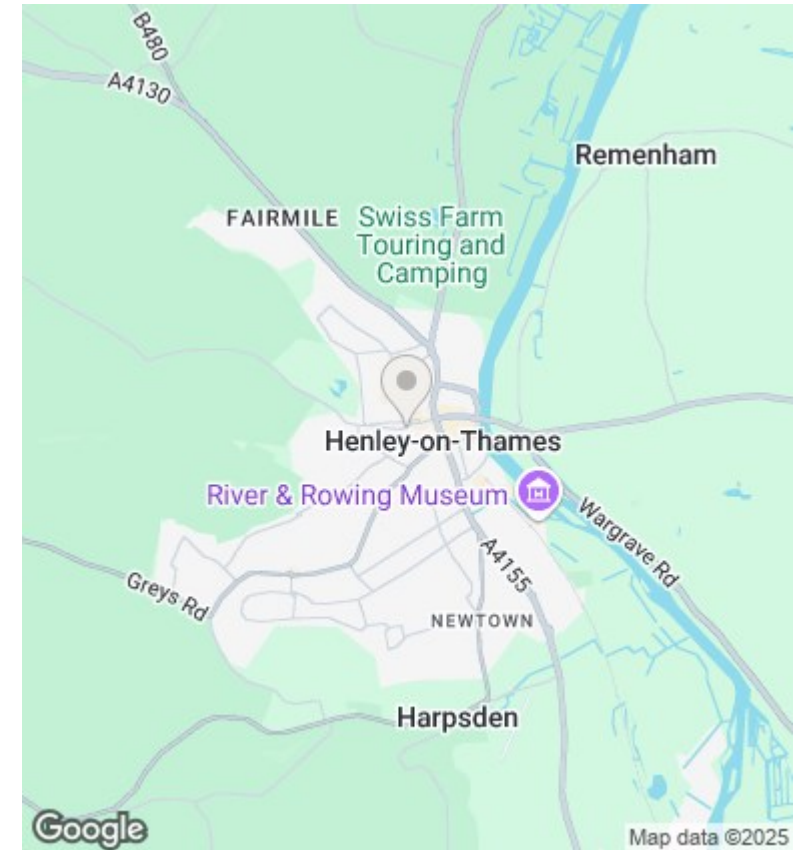 B480
A4130
Remenham
FAIRMILE
Swiss Farm
Touring and
Camping
Henley-on-Thames
River & Rowing Museum
Wargrave Rd
A4155
Greys Rd
NEWTOWN
Harpsden
Google
Map data ©2025